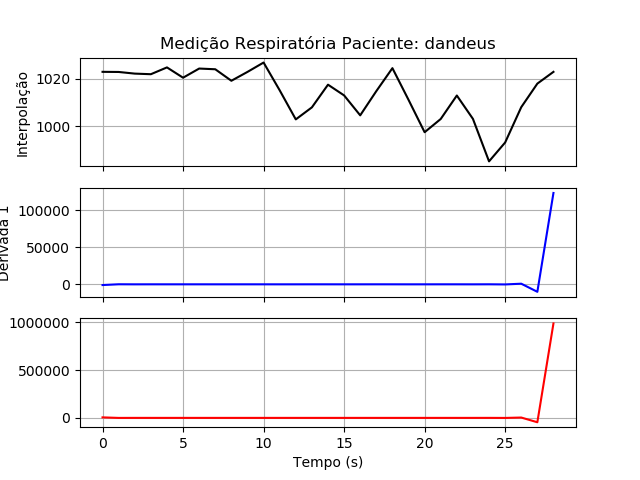 Medição Respiratória Paciente: dandeus
Interpolação
1020
1000
Derivada 1
100000
50000
0
1000000
500000
0
0 5 10 15 20 25
Tempo (s)